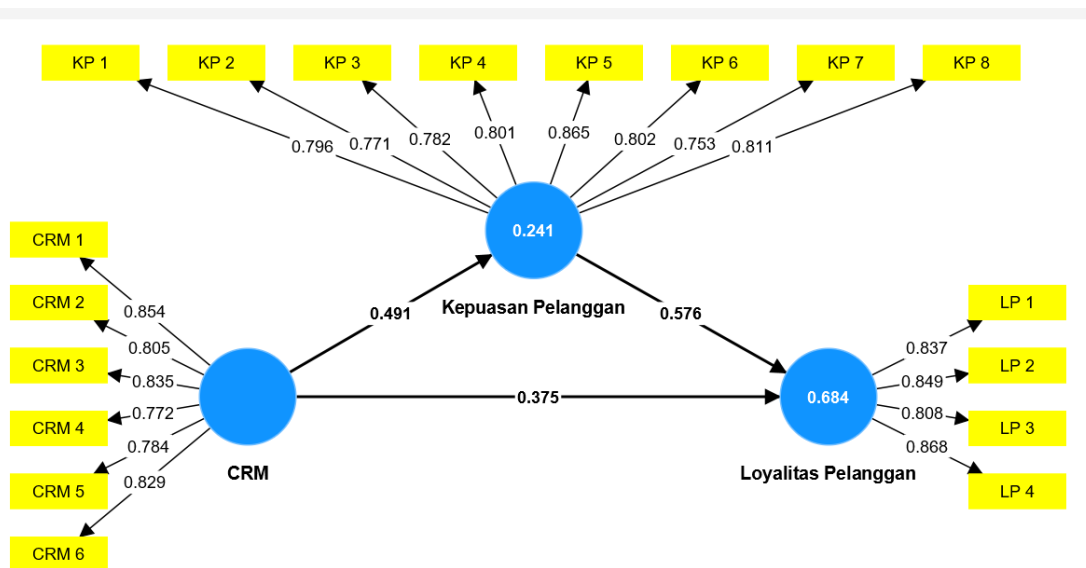 KP 1
KP 2
KP 3
KP 4
KP 5
KP 6
KP 7
KP 8
0.796
0.771
0.782
0.801
0.865
0.802
0.753
0.811
0.241
Kepuasan Pelanggan
CRM 1
CRM 2
CRM 3
CRM 4
CRM 5
CRM 6
0.854
0.805
0.835
0.772
0.784
0.829
CRM
0.491
0.576
0.375
0.684
Loyalitas Pelanggan
0.837
0.849
0.808
0.868
LP 1
LP 2
LP 3
LP 4